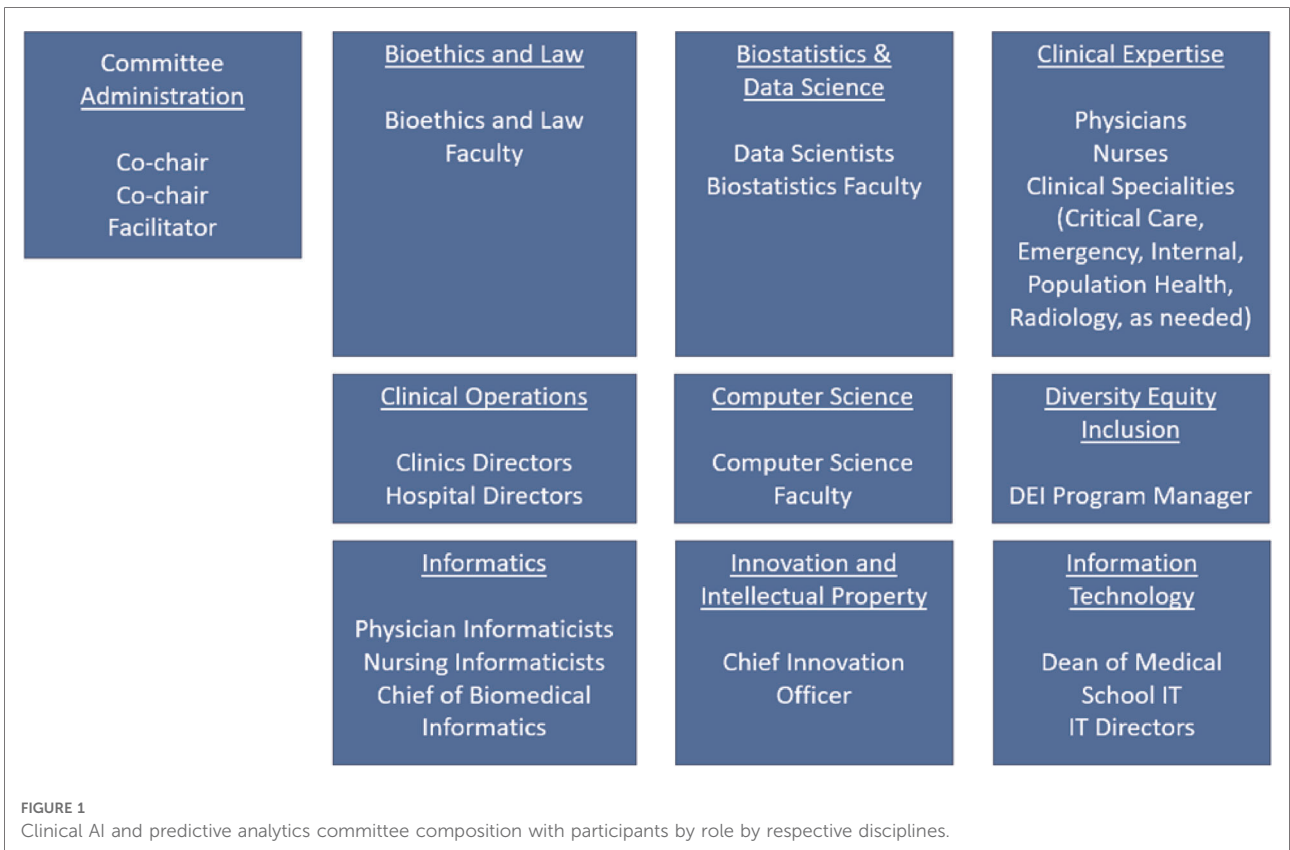 Committee
Administration
Co-chair
Co-chair
Facilitator
Bioethics and Law
Bioethics and Law
Faculty
Biostatistics &
Data Science
Data Scientists
Biostatistics Faculty
Clinical Expertise
Physicians
Nurses
Clinical Specialities
(Critical Care,
Emergency, Internal,
Population Health,
Radiology, as needed)
Clinical Operations
Clinics Directors
Hospital Directors
Computer Science
Computer Science
Faculty
Diversity Equity
Inclusion
DEI Program Manager
Informatics
Physician Informaticists
Nursing Informaticists
Chief of Biomedical
Informatics
Innovation and
Intellectual Property
Chief Innovation
Officer
Information
Technology
Dean of Medical
School IT
IT Directors
FIGURE 1
Clinical AI and predictive analytics committee composition with participants by role by respective disciplines.